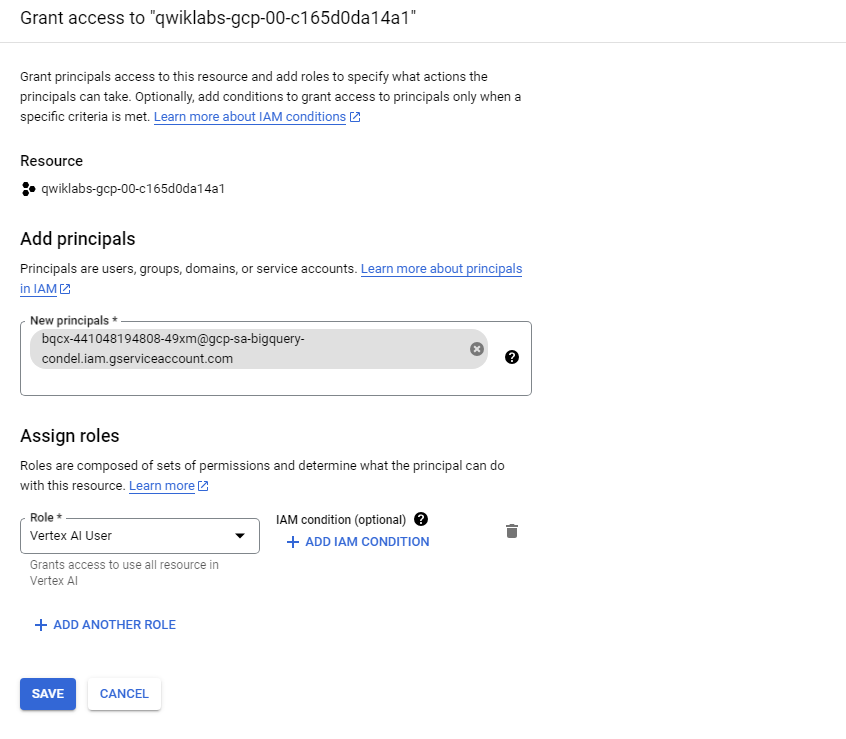 Grant access to "qwiklabs-gcp-00-c165d0da14a1"
Grant principals access to this resource and add roles to specify what actions the
principals can take. Optionally, add conditions to grant access to principals only when a
specific criteria is met. Learn more about IAM conditions
Resource
qwiklabs-gcp-00-c165d0da14a1
Add principals
Principals are users, groups, domains, or service accounts. Learn more about principals
in IAM
New principals *
bqcx-441048194808-49xm@gcp-sa-bigquery-
condel.iam.gserviceaccount.com
Assign roles
Roles are composed of sets of permissions and determine what the principal can do
with this resource. Learn more
Role *
Vertex AI User
IAM condition (optional)
+ ADD IAM CONDITION
Grants access to use all resource in
Vertex AI
+ ADD ANOTHER ROLE
SAVE CANCEL